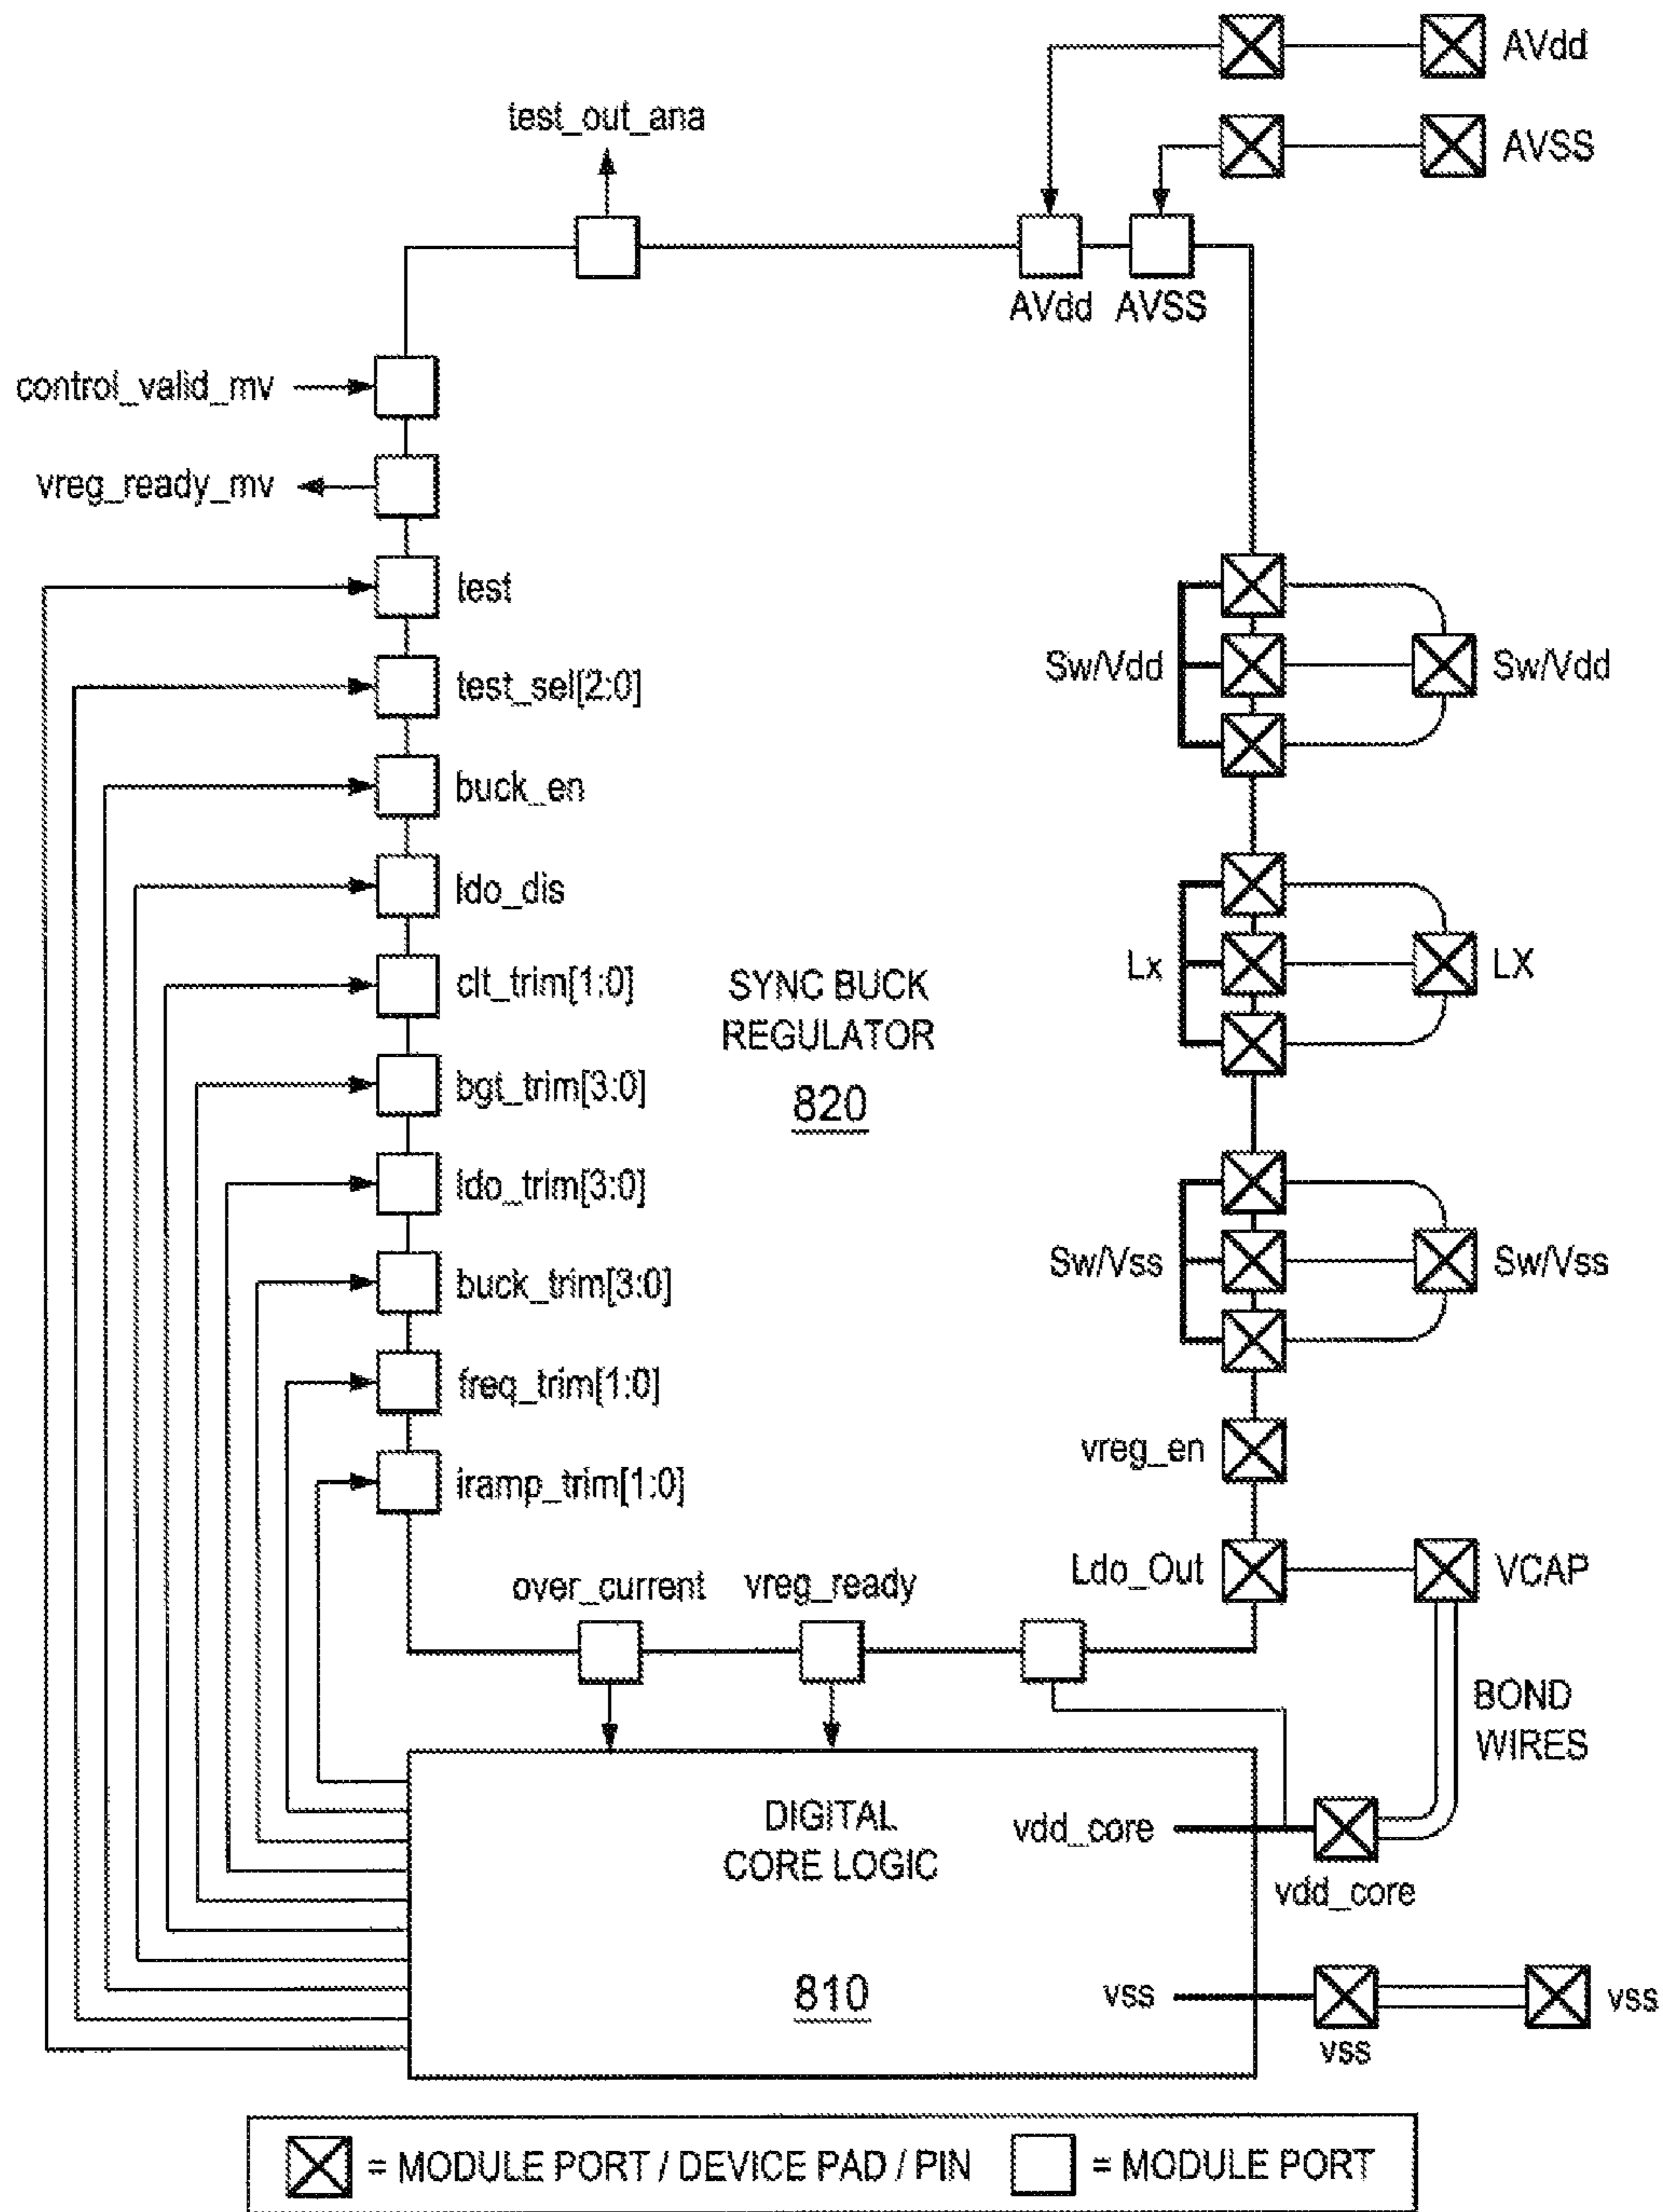 AVdd
test_out_ana
AVSS
AVdd AVSS
control_valid_mv
vreg_ready_mv
test
test_sel[2:0]
Sw/Vdd
Sw/Vdd
buck_en
ldo_dis
clt_trim[1:0]
SYNC BUCK
REGULATOR
820
Lx
LX
bgt_trim[3:0]
ldo_trim[3:0]
Sw/Vss
Sw/Vss
buck_trim[3:0]
freq_trim[1:0]
vreg_en
iramp_trim[1:0]
over_current
vreg_ready
Ldo_Out
VCAP
BOND
WIRES
DIGITAL
CORE LOGIC
810
vdd_core
vdd_core
vss
vss
vss
= MODULE PORT / DEVICE PAD / PIN
= MODULE PORT